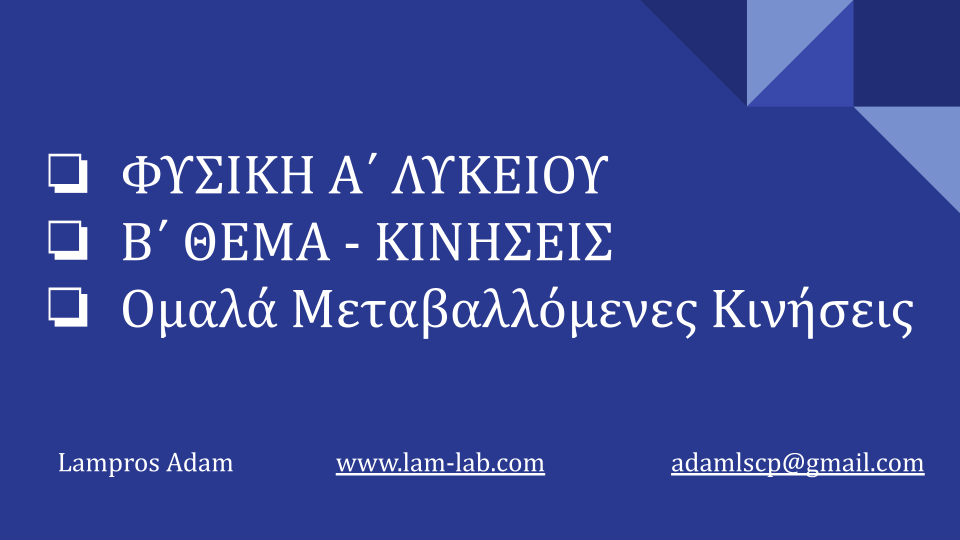 ❏ ΦΥΣΙΚΗ Α΄ ΛΥΚΕΙΟΥ
❏ Β΄ ΘΕΜΑ - ΚΙΝΗΣΕΙΣ
❏ Ομαλά Μεταβαλλόμενες Κινήσεις
Lampros Adam www.lam-lab.com adamlscp@gmail.com